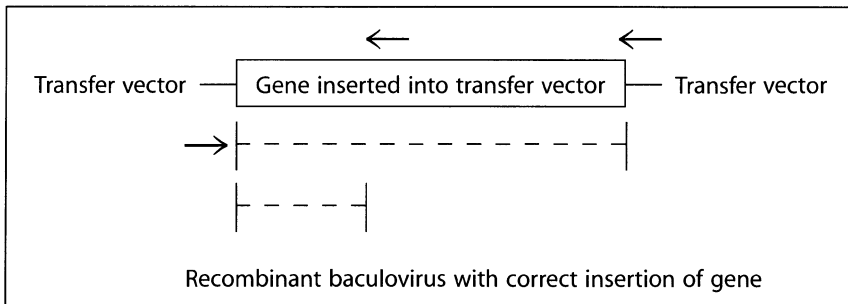 Transfer vector Gene inserted into transfer vector Transfer vector
Recombinant baculovirus with correct insertion of gene